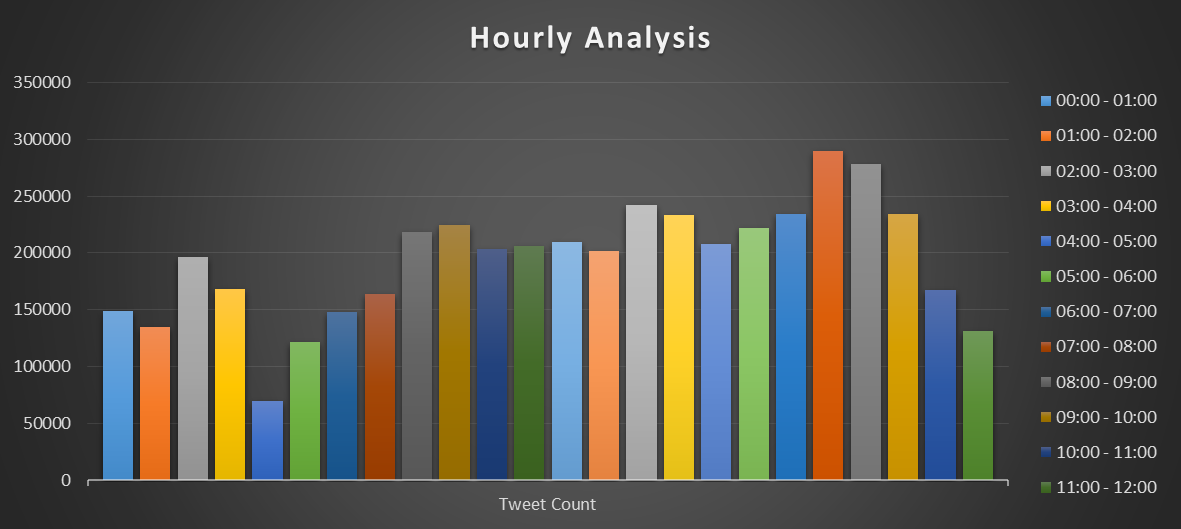 Hourly Analysis
350000
300000
250000
200000
150000
100000
50000
0
Tweet Count
00:00 - 01:00
01:00 - 02:00
02:00 - 03:00
03:00 - 04:00
04:00 - 05:00
05:00 - 06:00
06:00 - 07:00
07:00 - 08:00
08:00 - 09:00
09:00 - 10:00
10:00 - 11:00
11:00 - 12:00